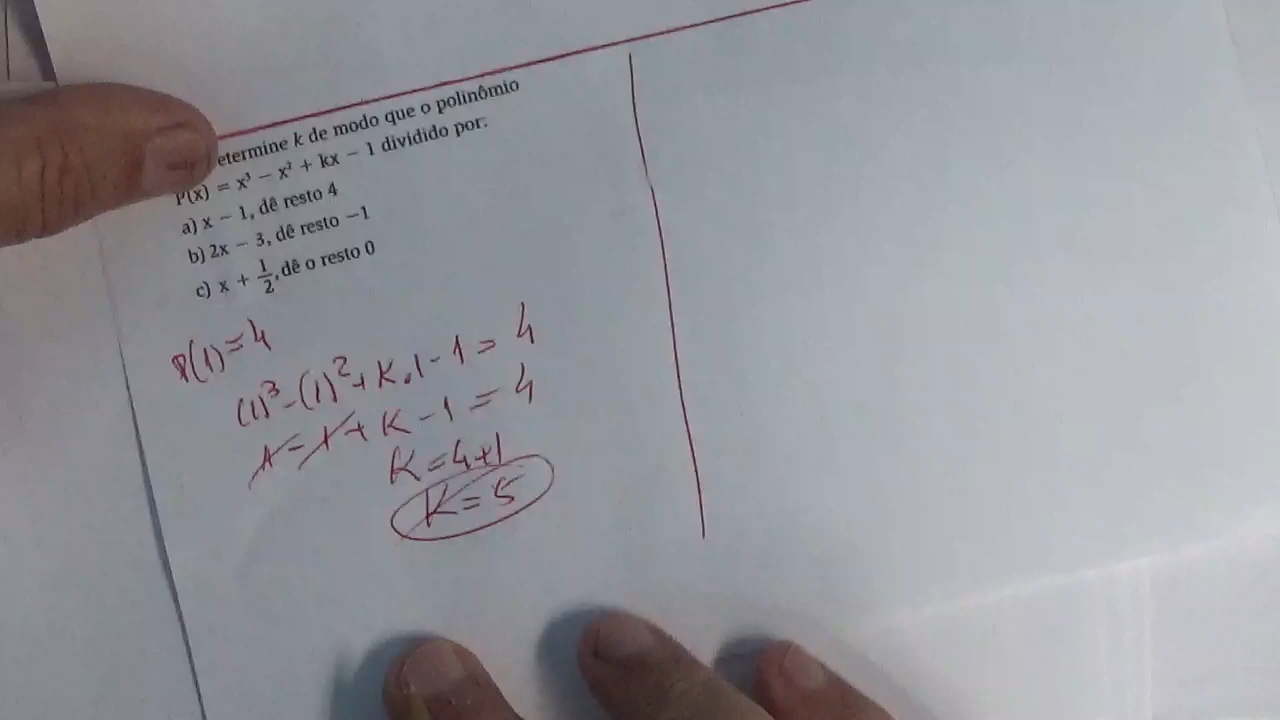 etermine k de modo que o polinômio
P(x) = x³ − x² + kx − 1 dividido por:
a) x − 1, dê resto 4
b) 2x − 3, dê resto −1
c) x + 1/2, dê o resto 0
P(1) = 4
(1)³ - (1)² + K.1 - 1 = 4
1 - 1 + K - 1 = 4
K = 4+1
K = 5